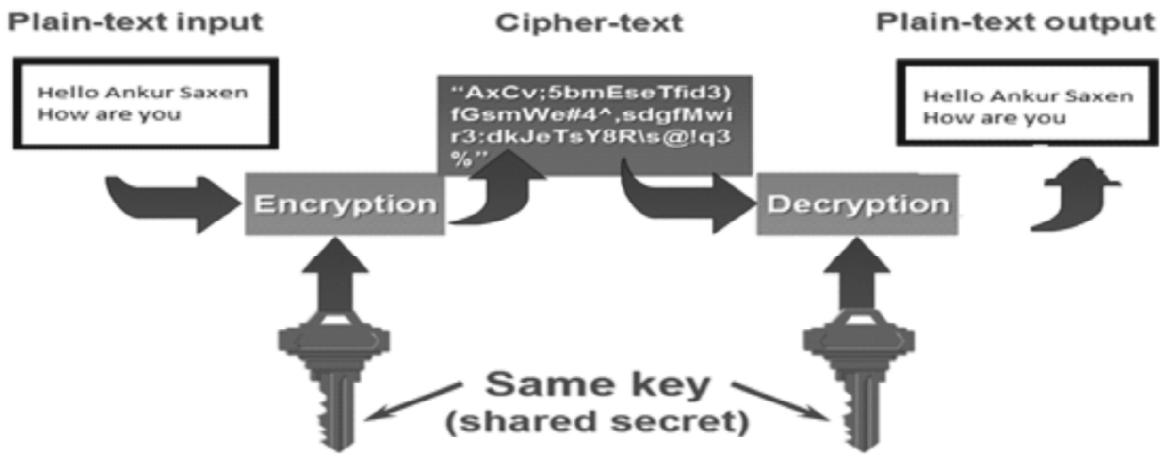 Plain-text input
Cipher-text
Plain-text output
Hello Ankur Saxen
How are you
“AxCv;5bmEseTfid3)
fGsmWe#4^,sdgfMwi
r3:dkJeTsY8R\s@!q3
%”
Hello Ankur Saxen
How are you
Encryption
Decryption
Same key
(shared secret)